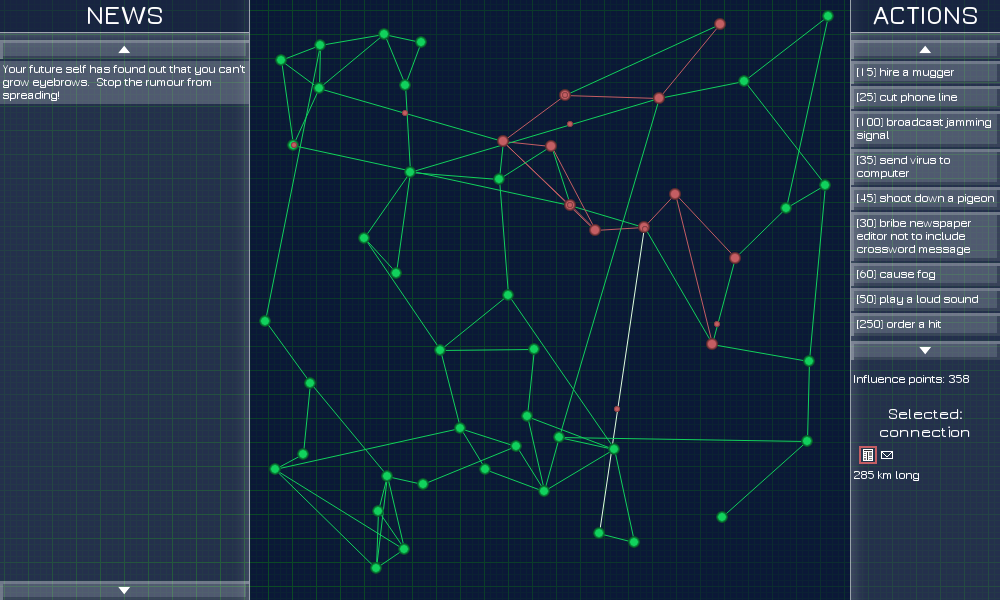 NEWS
Your future self has found out that you can't
grow eyebrows. Stop the rumour from
spreading!
ACTIONS
[15] hire a mugger
[25] cut phone line
[100] broadcast jamming
signal
[35] send virus to
computer
[45] shoot down a pigeon
[30] bribe newspaper
editor not to include
crossword message
[60] cause fog
[50] play a loud sound
[250] order a hit
Influence points: 358
Selected:
connection
285 km long